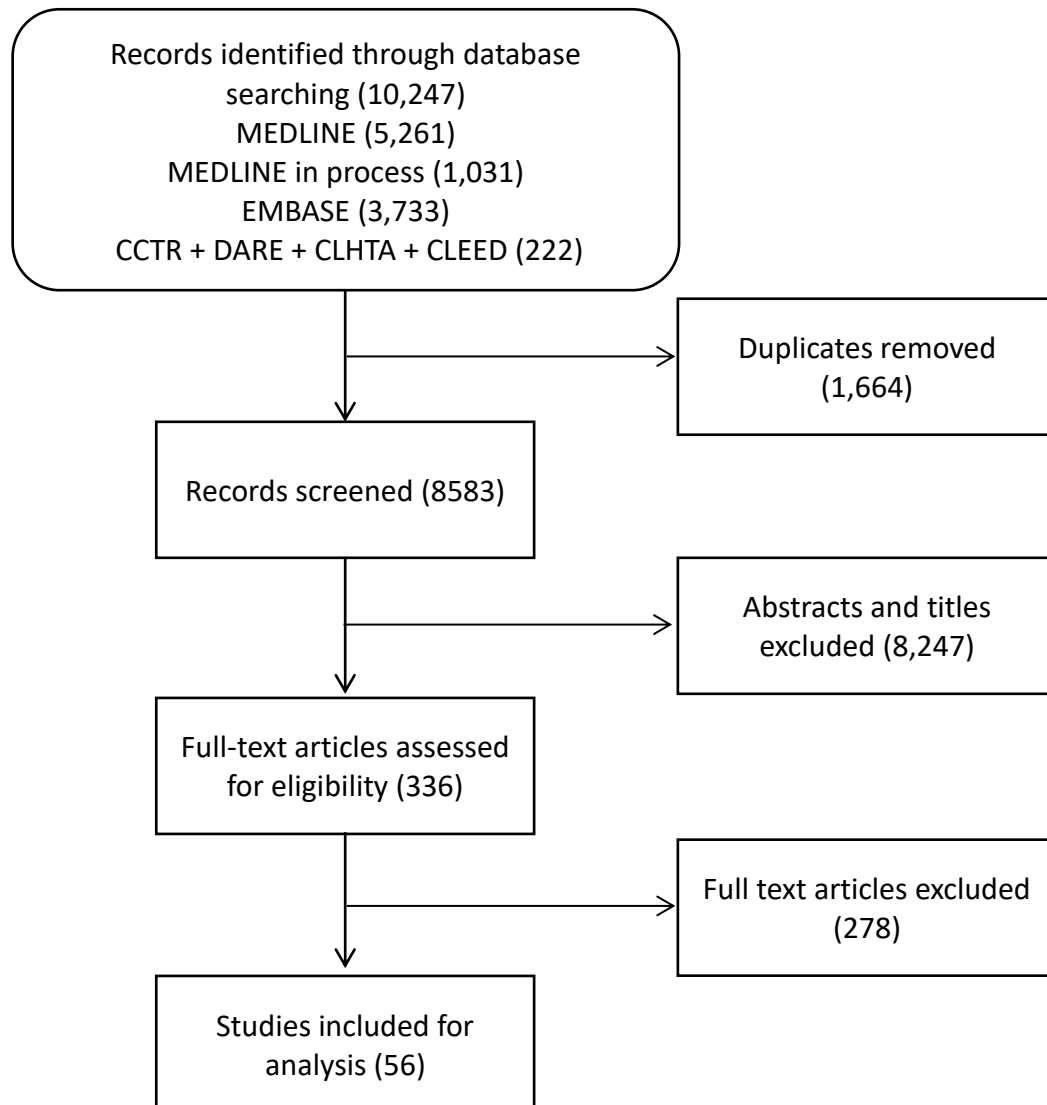 Records identified through database
searching (10,247)
MEDLINE (5,261)
MEDLINE in process (1,031)
EMBASE (3,733)
CCTR + DARE + CLHTA + CLEED (222)
Duplicates removed
(1,664)
Records screened (8583)
Abstracts and titles
excluded (8,247)
Full-text articles assessed
for eligibility (336)
Full text articles excluded
(278)
Studies included for
analysis (56)